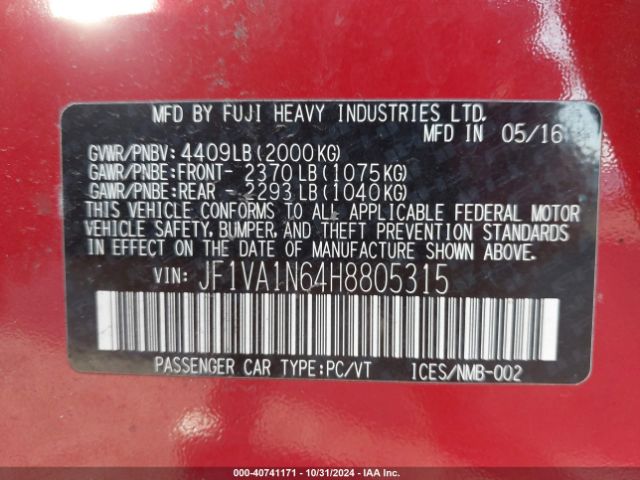 MFD BY FUJI HEAVY INDUSTRIES LTD.
MFD IN 05/16
GVWR/PNBV: 4409LB(2000KG)
GAWR/PNBE:FRONT- 2370LB(1075KG)
GAWR/PNBE:REAR - 2293LB(1040KG)
THIS VEHICLE CONFORMS TO ALL APPLICABLE FEDERAL MOTOR
VEHICLE SAFETY, BUMPER, AND THEFT PREVENTION STANDARDS
IN EFFECT ON THE DATE OF MANUFACTURE SHOWN ABOVE.
VIN: JF1VA1N64H8805315
PASSENGER CAR TYPE:PC/VT ICES/NMB-002
000-40741171 | 10/31/2024 | IAA Inc.